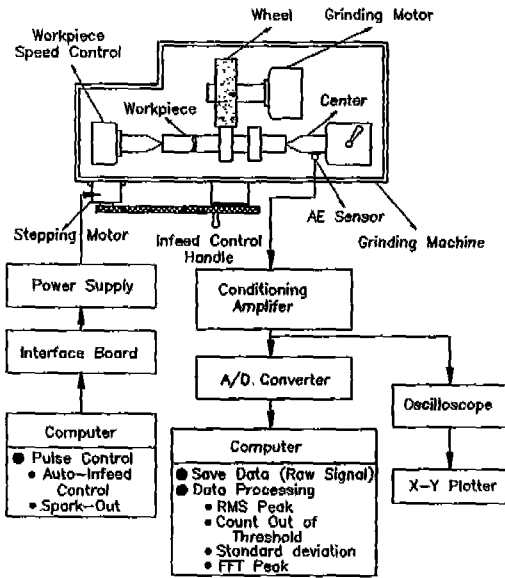 Wheel
Grinding Motor
Workpiece
Speed Control
Workpiece
Center
AE Sensor
Stepping Motor
Infeed Control
Handle
Grinding Machine
Power Supply
Conditioning
Amplifer
Interface Board
A/D. Converter
Oscilloscope
Computer
● Pulse Control
• Auto-Infeed
Control
• Spark-Out
Computer
● Save Data (Raw Signal)
● Data Processing
• RMS Peak
• Count Out of
Threshold
• Standard deviation
• FFT Peak
X-Y Plotter